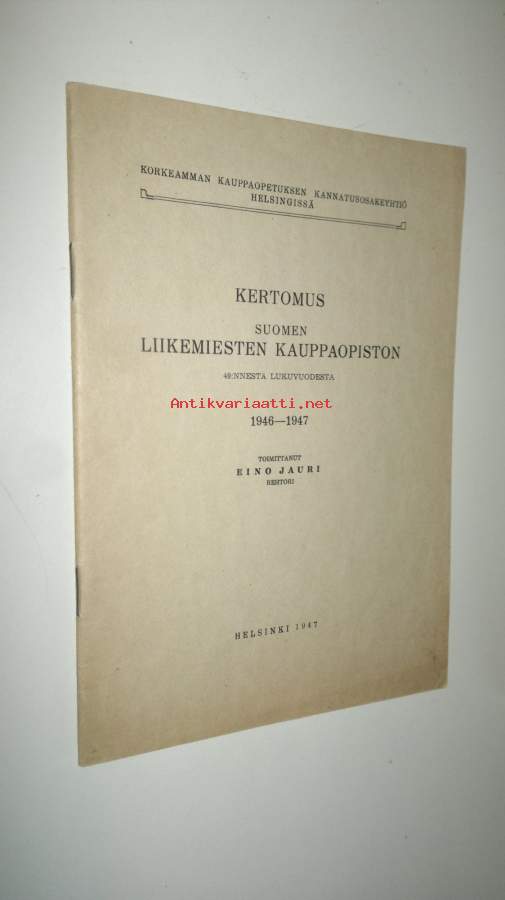 KORKEAMMAN KAUPPAOPETUKSEN KANNATUSOSAKEYHTIÖ
HELSINGISSÄ
KERTOMUS
SUOMEN
LIIKEMIESTEN KAUPPAOPISTON
49:NNESTÄ LUKUVUODESTA
Antikvariaatti.net
1946—1947
TOIMITTANUT
EINO JAURI
REHTORI
HELSINKI 1947